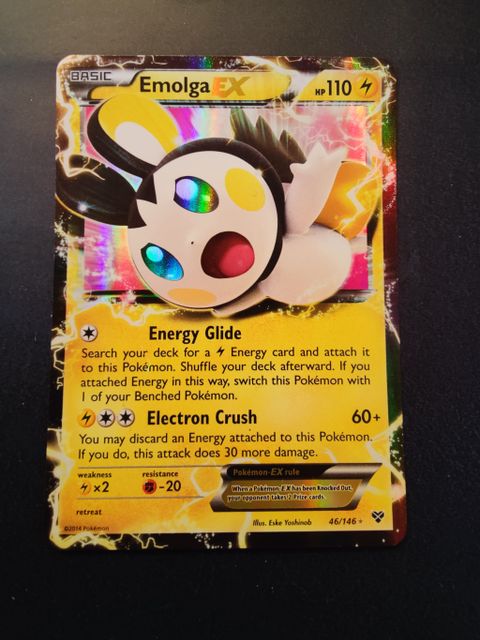 BASIC
Emolga EX
HP110
Energy Glide
Search your deck for a Energy card and attach it
to this Pokémon. Shuffle your deck afterward. If you
attached Energy in this way, switch this Pokémon with
1 of your Benched Pokémon.
Electron Crush 60+
You may discard an Energy attached to this Pokémon.
If you do, this attack does 30 more damage.
weakness resistance
×2 -20
Pokémon-EX rule
When a Pokémon-EX has been Knocked Out,
your opponent takes 2 Prize cards.
retreat
©2014 Pokémon
Illus. Eske Yoshinob
46/146